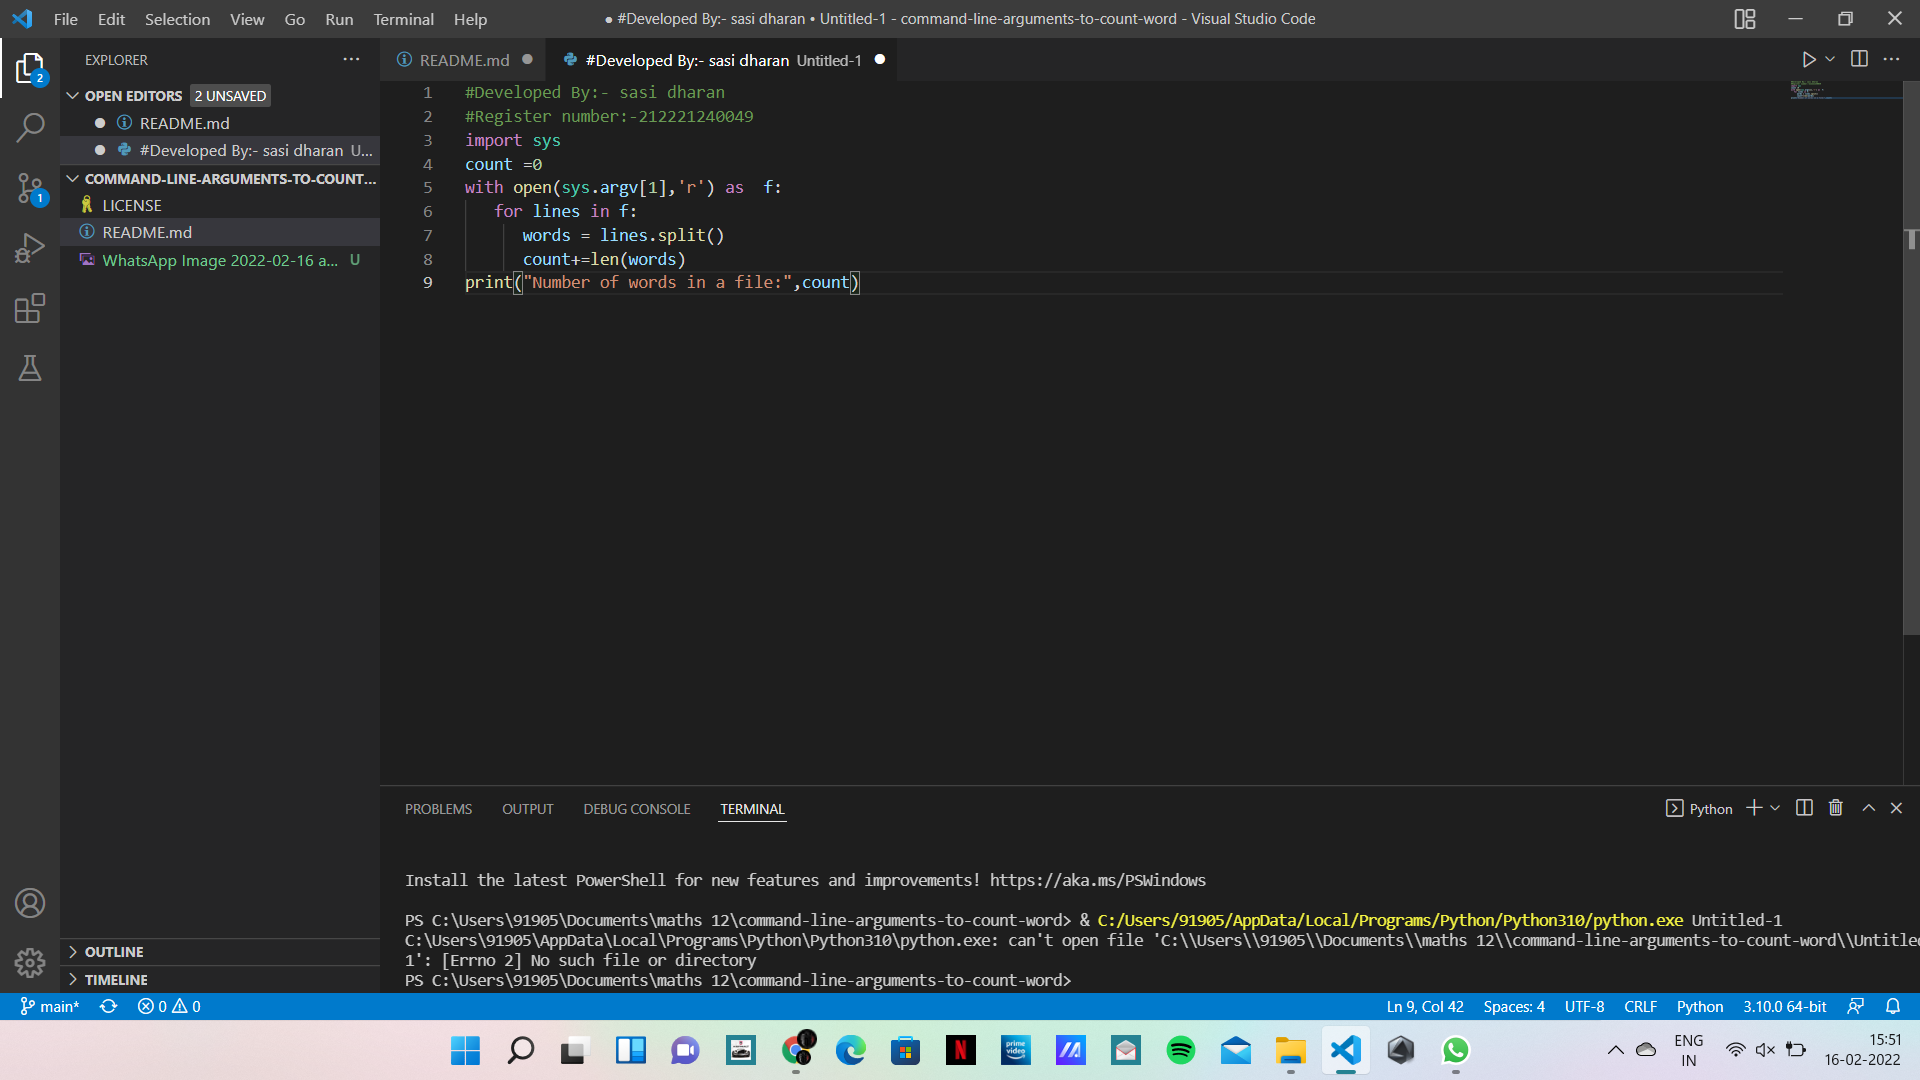 File Edit Selection View Go Run Terminal Help
● #Developed By:- sasi dharan • Untitled-1 - command-line-arguments-to-count-word - Visual Studio Code
2
1
EXPLORER
OPEN EDITORS 2 UNSAVED
README.md
#Developed By:- sasi dharan U...
COMMAND-LINE-ARGUMENTS-TO-COUNT...
LICENSE
README.md
WhatsApp Image 2022-02-16 a... U
OUTLINE
TIMELINE
README.md
#Developed By:- sasi dharan Untitled-1
1 #Developed By:- sasi dharan
2 #Register number:-212221240049
3 import sys
4 count =0
5 with open(sys.argv[1],'r') as  f:
6    for lines in f:
7       words = lines.split()
8       count+=len(words)
9 print("Number of words in a file:",count)
PROBLEMS OUTPUT DEBUG CONSOLE TERMINAL
Python
Install the latest PowerShell for new features and improvements! https://aka.ms/PSWindows
PS C:\Users\91905\Documents\maths 12\command-line-arguments-to-count-word> & C:/Users/91905/AppData/Local/Programs/Python/Python310/python.exe Untitled-1
C:\Users\91905\AppData\Local\Programs\Python\Python310\python.exe: can't open file 'C:\\Users\\91905\\Documents\\maths 12\\command-line-arguments-to-count-word\\Untitled
1': [Errno 2] No such file or directory
PS C:\Users\91905\Documents\maths 12\command-line-arguments-to-count-word>
main* 0 0
Ln 9, Col 42 Spaces: 4 UTF-8 CRLF Python 3.10.0 64-bit
prime video
ENG
IN
15:51
16-02-2022